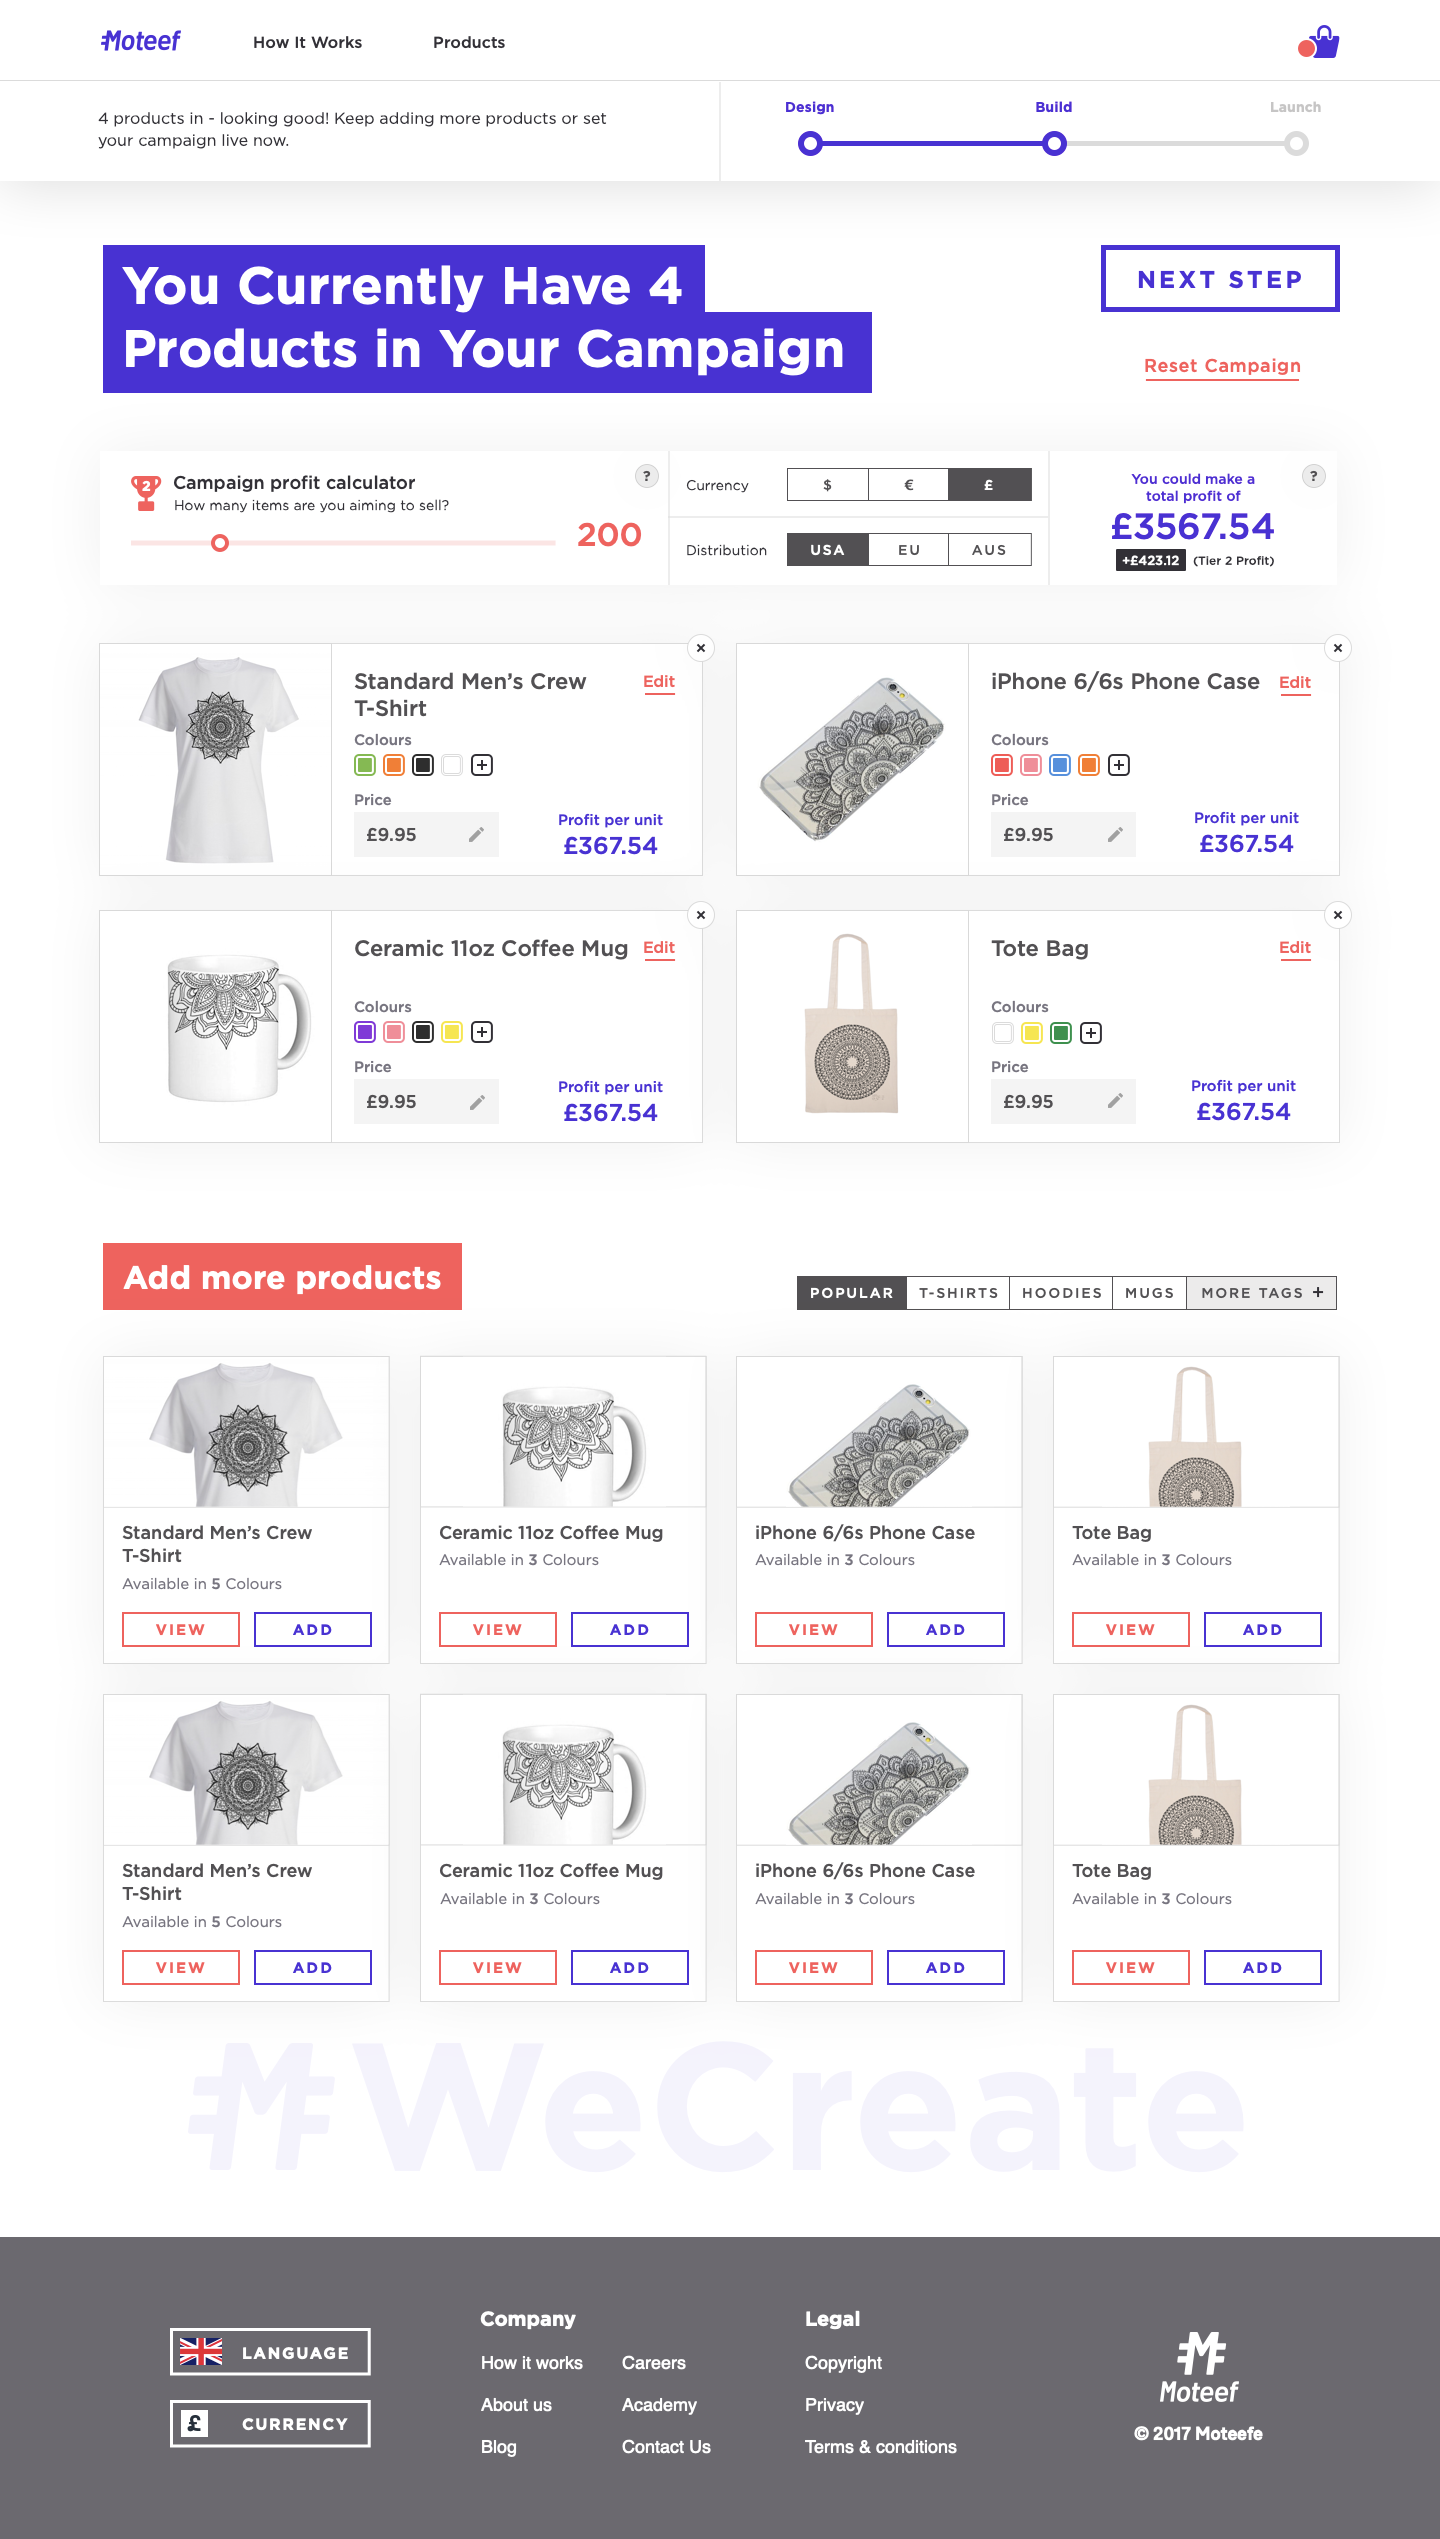 Moteef
How It Works
Products
4 products in - looking good! Keep adding more products or set
your campaign live now.
Design
Build
Launch
You Currently Have 4
Products in Your Campaign
NEXT STEP
Reset Campaign
2
Campaign profit calculator
How many items are you aiming to sell?
200
?
Currency
$
€
£
Distribution
USA
EU
AUS
You could make a
total profit of
£3567.54
+£423.12 (Tier 2 Profit)
?
Standard Men's Crew
T-Shirt
Edit
Colours
Price
£9.95
Profit per unit
£367.54
iPhone 6/6s Phone Case
Edit
Colours
Price
£9.95
Profit per unit
£367.54
Ceramic 11oz Coffee Mug
Edit
Colours
Price
£9.95
Profit per unit
£367.54
Tote Bag
Edit
Colours
Price
£9.95
Profit per unit
£367.54
Add more products
POPULAR
T-SHIRTS
HOODIES
MUGS
MORE TAGS +
Standard Men's Crew
T-Shirt
Available in 5 Colours
VIEW
ADD
Ceramic 11oz Coffee Mug
Available in 3 Colours
VIEW
ADD
iPhone 6/6s Phone Case
Available in 3 Colours
VIEW
ADD
Tote Bag
Available in 3 Colours
VIEW
ADD
Standard Men's Crew
T-Shirt
Available in 5 Colours
VIEW
ADD
Ceramic 11oz Coffee Mug
Available in 3 Colours
VIEW
ADD
iPhone 6/6s Phone Case
Available in 3 Colours
VIEW
ADD
Tote Bag
Available in 3 Colours
VIEW
ADD
M WeCreate
LANGUAGE
£ CURRENCY
Company
How it works
About us
Blog
Careers
Academy
Contact Us
Legal
Copyright
Privacy
Terms & conditions
M
Moteef
© 2017 Moteefe